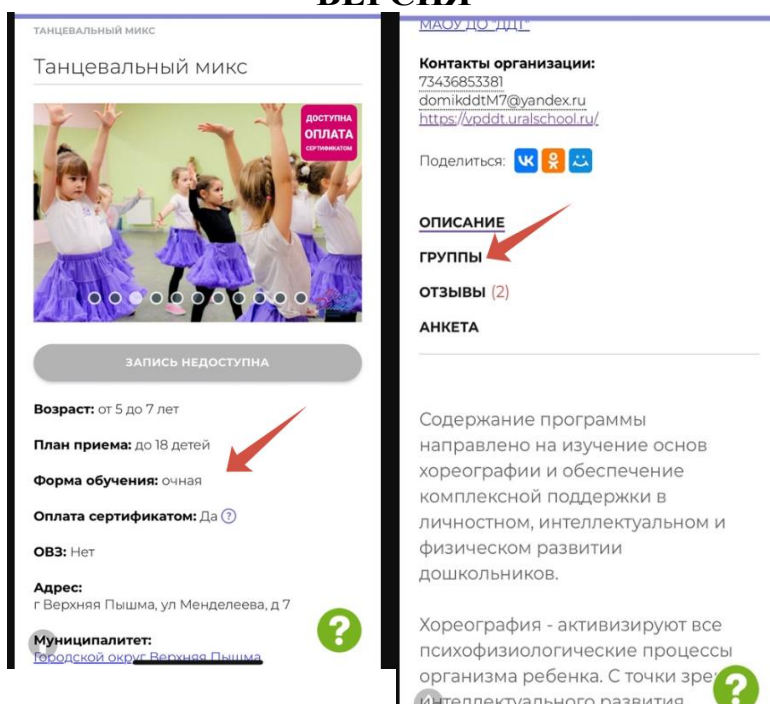 ВЕРСИЯ
ТАНЦЕВАЛЬНЫЙ МИКС
Танцевальный микс
ДОСТУПНА
ОПЛАТА
СЕРТИФИКАТОМ
ЗАПИСЬ НЕДОСТУПНА
Возраст: от 5 до 7 лет
План приема: до 18 детей
Форма обучения: очная
Оплата сертификатом: Да ?
ОВЗ: Нет
Адрес:
г Верхняя Пышма, ул Менделеева, д 7
Муниципалитет:
Городской округ Верхняя Пышма
?
МАОУ ДО "ДДТ"
Контакты организации:
73436853381
domikddtM7@yandex.ru
https://vpddt.uralschool.ru/
Поделиться:
ОПИСАНИЕ
ГРУППЫ
ОТЗЫВЫ (2)
АНКЕТА
Содержание программы
направлено на изучение основ
хореографии и обеспечение
комплексной поддержки в
личностном, интеллектуальном и
физическом развитии
дошкольников.
Хореография - активизируют все
психофизиологические процессы
организма ребенка. С точки зре
интеллектуального развития
?